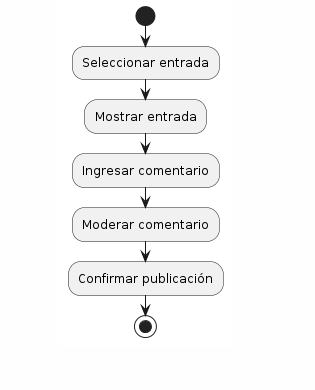 Seleccionar entrada
Mostrar entrada
Ingresar comentario
Moderar comentario
Confirmar publicación